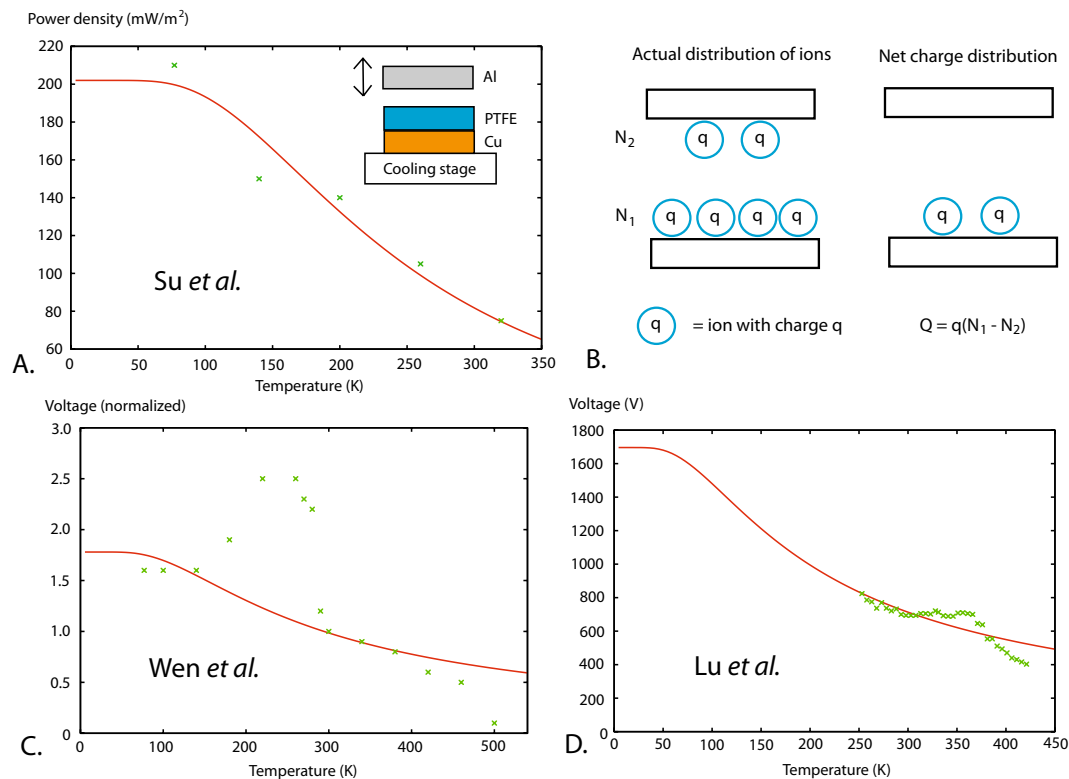 Power density (mW/m²)
220
200
180
160
140
120
100
80
60
0 50 100 150 200 250 300 350
Temperature (K)
Al
PTFE
Cu
Cooling stage
Su et al.
A.
Actual distribution of ions
Net charge distribution
N₂
q q
N₁
q q q q
q q
q = ion with charge q
Q = q(N₁ - N₂)
B.
Voltage (normalized)
3.0
2.5
2.0
1.5
1.0
0.5
0
0 100 200 300 400 500
Temperature (K)
Wen et al.
C.
Voltage (V)
1800
1600
1400
1200
1000
800
600
400
200
0
0 50 100 150 200 250 300 350 400 450
Temperature (K)
Lu et al.
D.